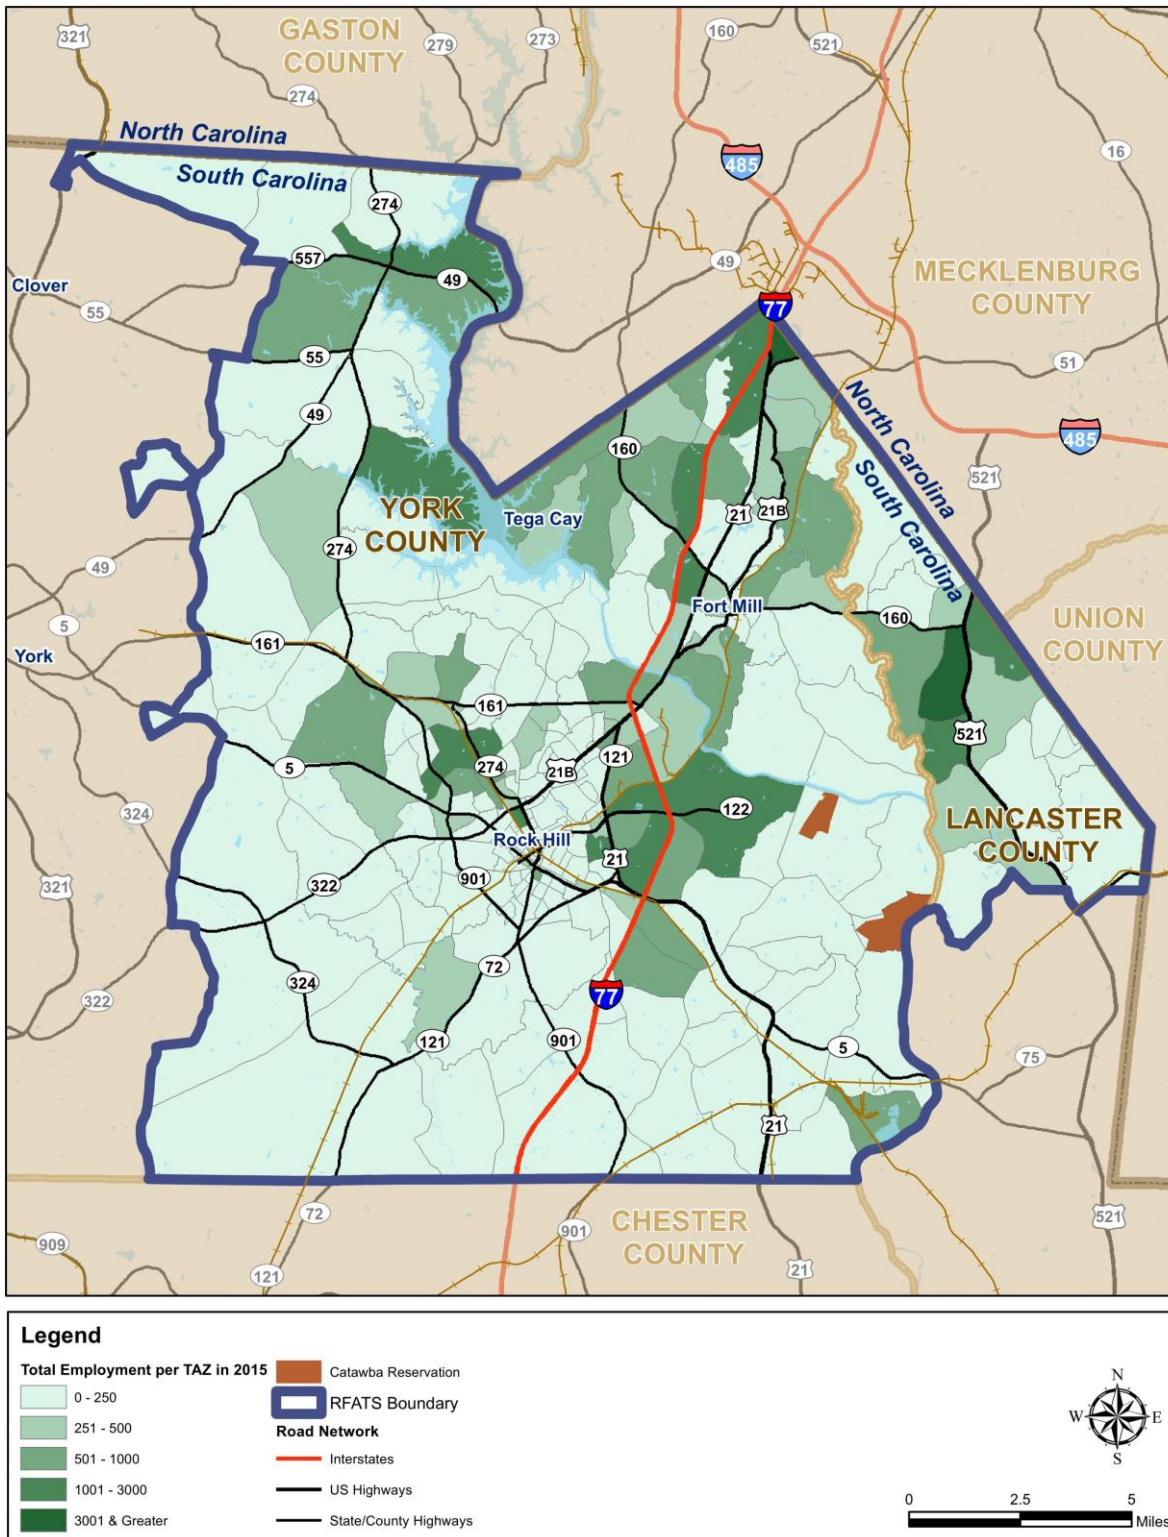 GASTON
COUNTY
321
279
273
160
521
274
North Carolina
South Carolina
485
16
274
557
49
49
Clover
55
MECKLENBURG
COUNTY
77
55
51
49
North Carolina
South Carolina
485
160
521
YORK
COUNTY
Tega Cay
21
21B
274
49
5
Fort Mill
160
UNION
COUNTY
161
York
161
521
5
274
21B
121
122
324
Rock Hill
LANCASTER
COUNTY
21
901
322
321
72
324
77
322
121
901
5
75
21
72
CHESTER
COUNTY
901
521
909
121
21
Legend
Total Employment per TAZ in 2015
0 - 250
251 - 500
501 - 1000
1001 - 3000
3001 & Greater
Catawba Reservation
RFATS Boundary
Road Network
Interstates
US Highways
State/County Highways
N
W E
S
0 2.5 5
Miles